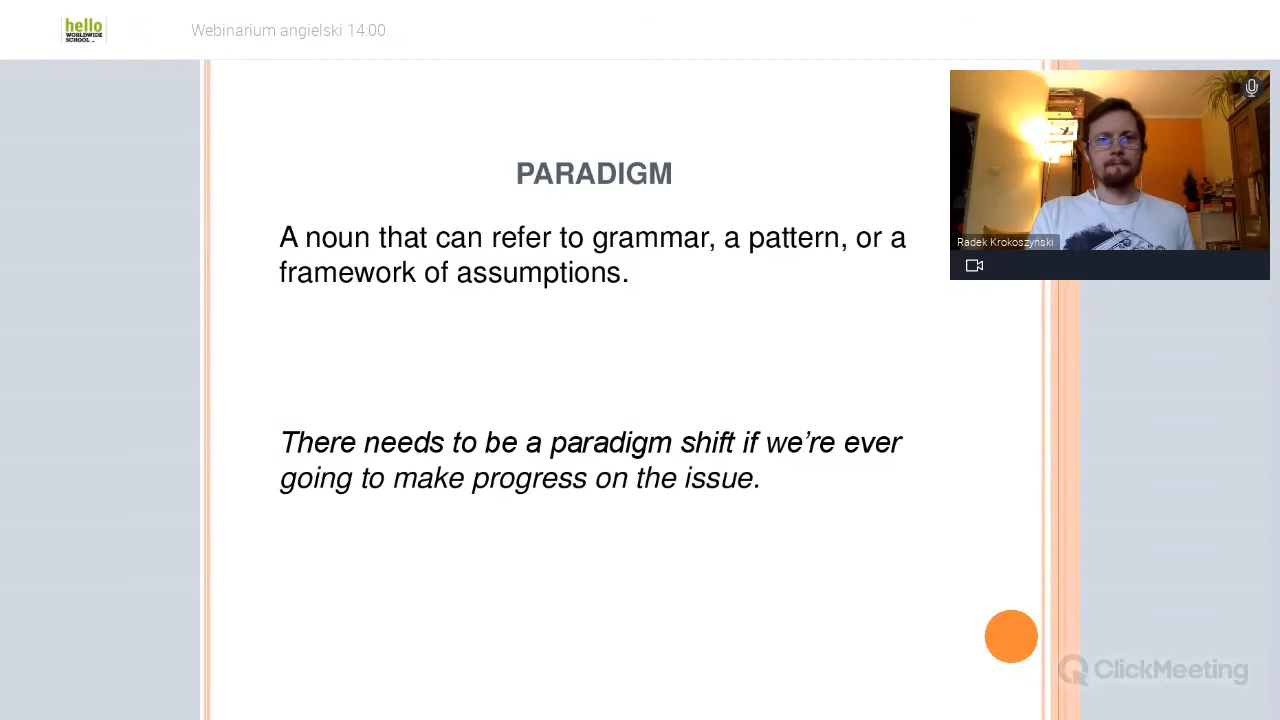 hello
WORLDWIDE
SCHOOL
Webinarium angielski 14:00
PARADIGM
A noun that can refer to grammar, a pattern, or a
framework of assumptions.
There needs to be a paradigm shift if we’re ever
going to make progress on the issue.
Radek Krokoszyński
ClickMeeting